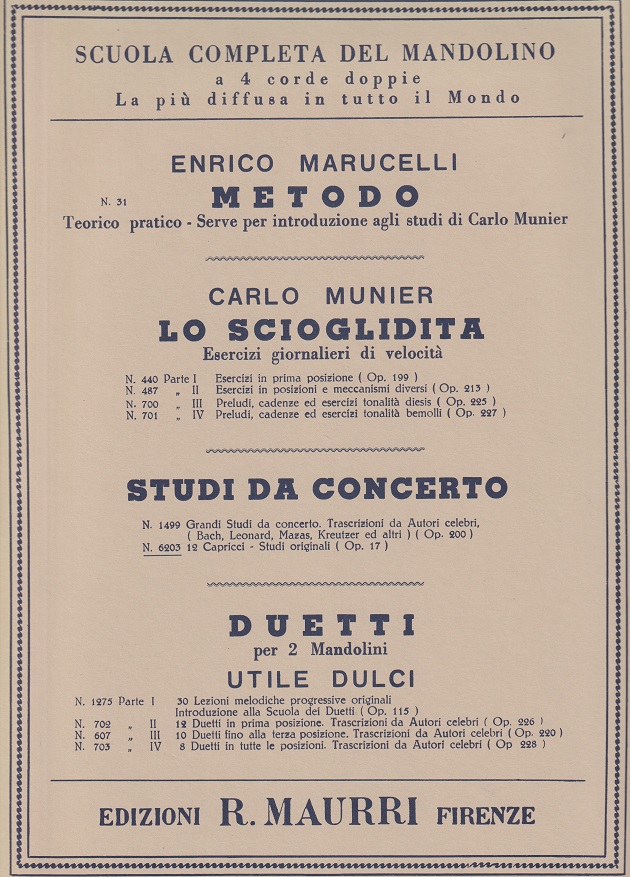 SCUOLA COMPLETA DEL MANDOLINO
a 4 corde doppie
La più diffusa in tutto il Mondo
ENRICO MARUCELLI
N. 31 METODO
Teorico pratico - Serve per introduzione agli studi di Carlo Munier
CARLO MUNIER
LO SCIOGLIDITA
Esercizi giornalieri di velocità
N. 440 Parte I Esercizi in prima posizione ( Op. 199 )
N. 487 „ II Esercizi in posizioni e meccanismi diversi ( Op. 213 )
N. 700 „ III Preludi, cadenze ed esercizi tonalità diesis ( Op. 225 )
N. 701 „ IV Preludi, cadenze ed esercizi tonalità bemolli ( Op. 227 )
STUDI DA CONCERTO
N. 1499 Grandi Studi da concerto. Trascrizioni da Autori celebri,
( Bach, Leonard, Mazas, Kreutzer ed altri ) ( Op. 200 )
N. 6203 12 Capricci - Studi originali ( Op. 17 )
DUETTI
per 2 Mandolini
UTILE DULCI
N. 1275 Parte I 30 Lezioni melodiche progressive originali
Introduzione alla Scuola dei Duetti ( Op. 115 )
N. 702 „ II 12 Duetti in prima posizione. Trascrizioni da Autori celebri ( Op. 226 )
N. 607 „ III 10 Duetti fino alla terza posizione. Trascrizioni da Autori celebri ( Op. 220 )
N. 703 „ IV 8 Duetti in tutte le posizioni. Trascrizioni da Autori celebri ( Op 228 )
EDIZIONI R. MAURRI FIRENZE